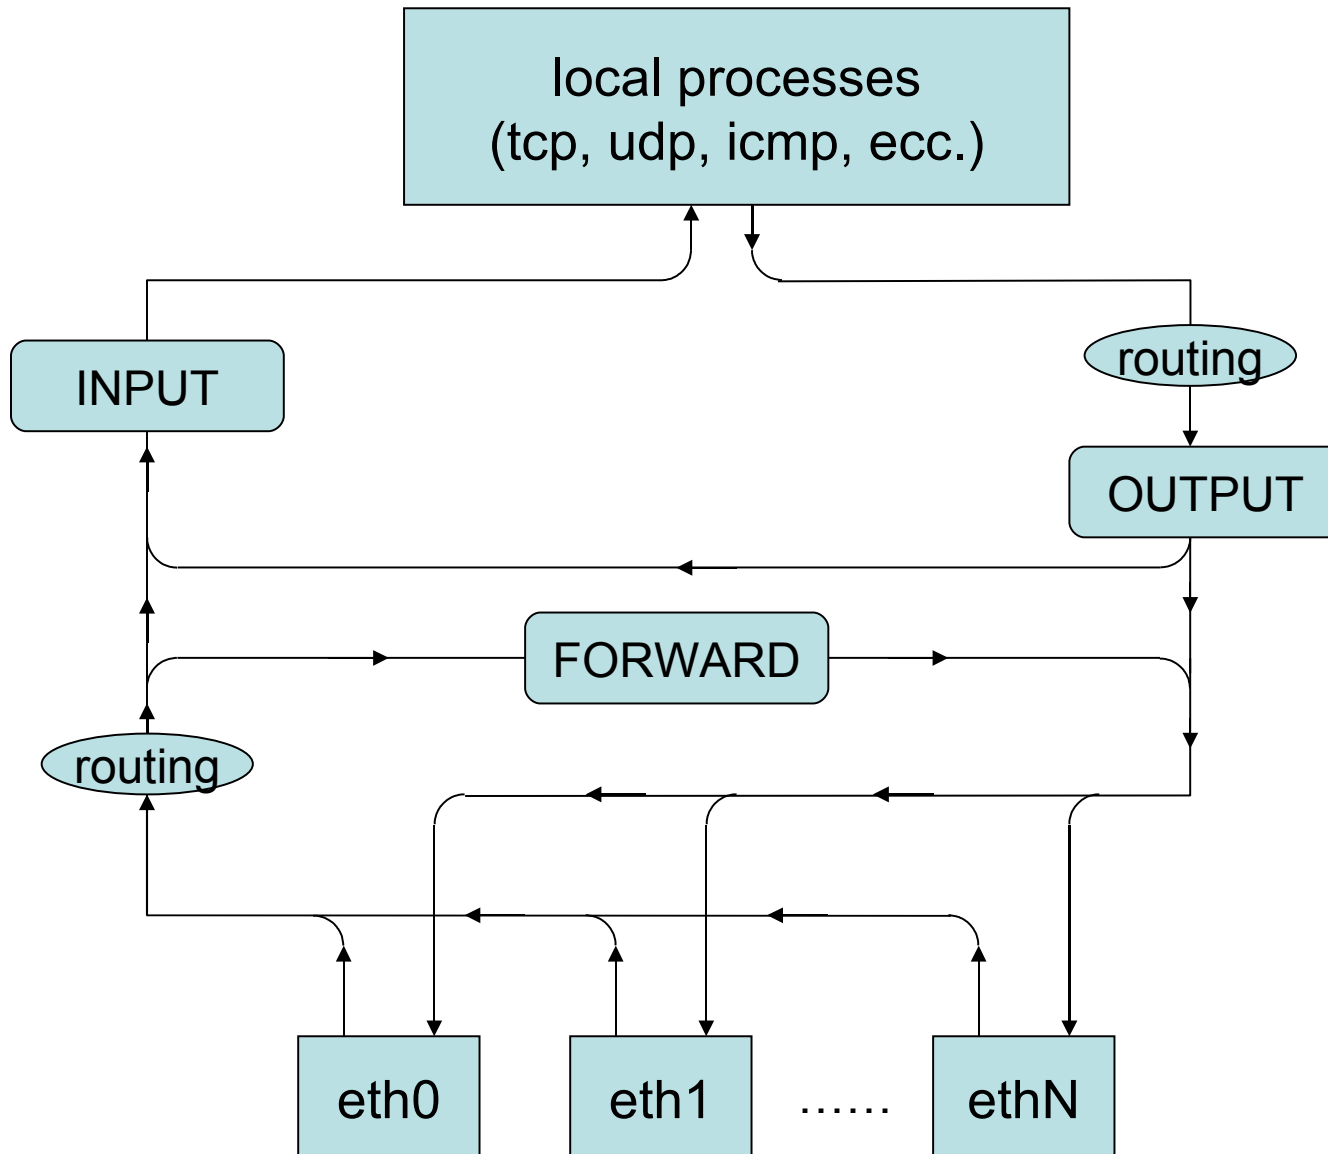 local processes
(tcp, udp, icmp, ecc.)
routing
INPUT
OUTPUT
FORWARD
routing
eth0
eth1
......
ethN